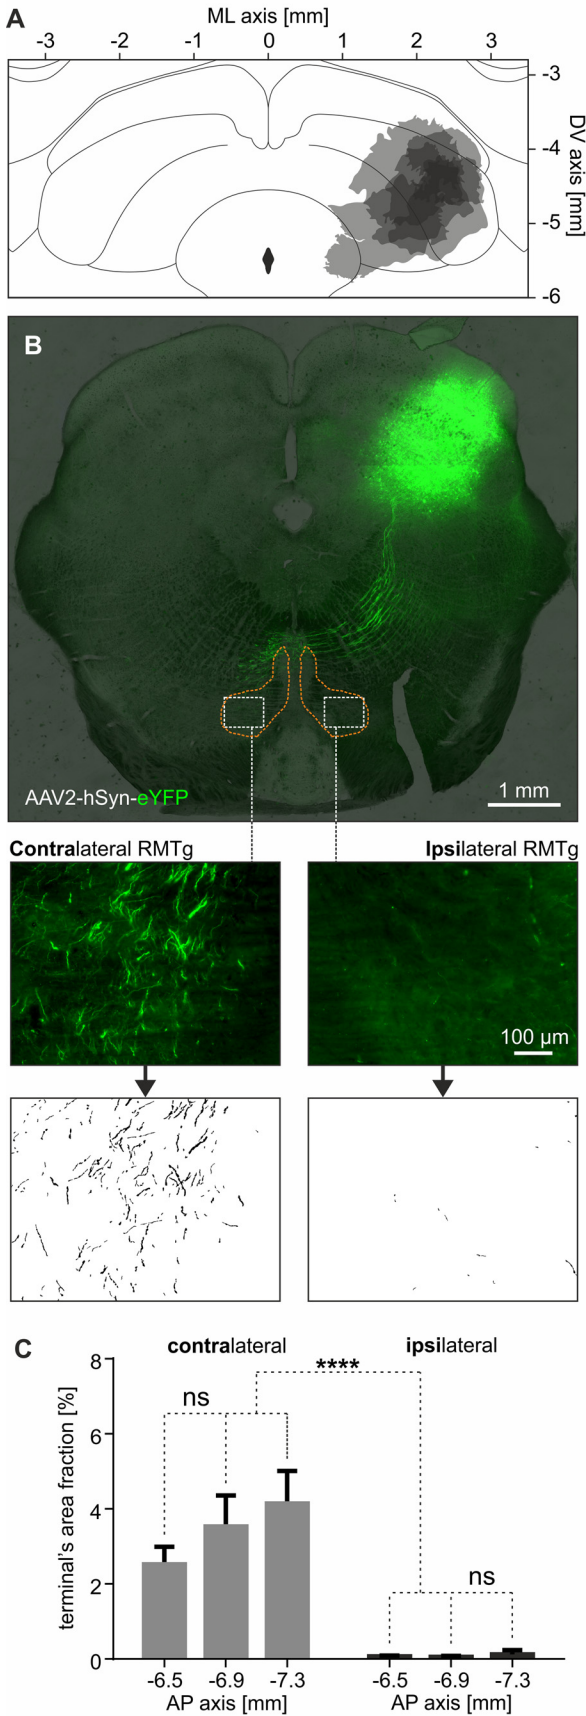 A
ML axis [mm]
-3 -2 -1 0 1 2 3
-3
-4
-5
-6
DV axis [mm]
B
AAV2-hSyn-eYFP
1 mm
Contralateral RMTg
Ipsilateral RMTg
100 µm
C
contralateral
ipsilateral
****
ns
ns
terminal's area fraction [%]
8
6
4
2
0
-6.5 -6.9 -7.3
-6.5 -6.9 -7.3
AP axis [mm]
AP axis [mm]